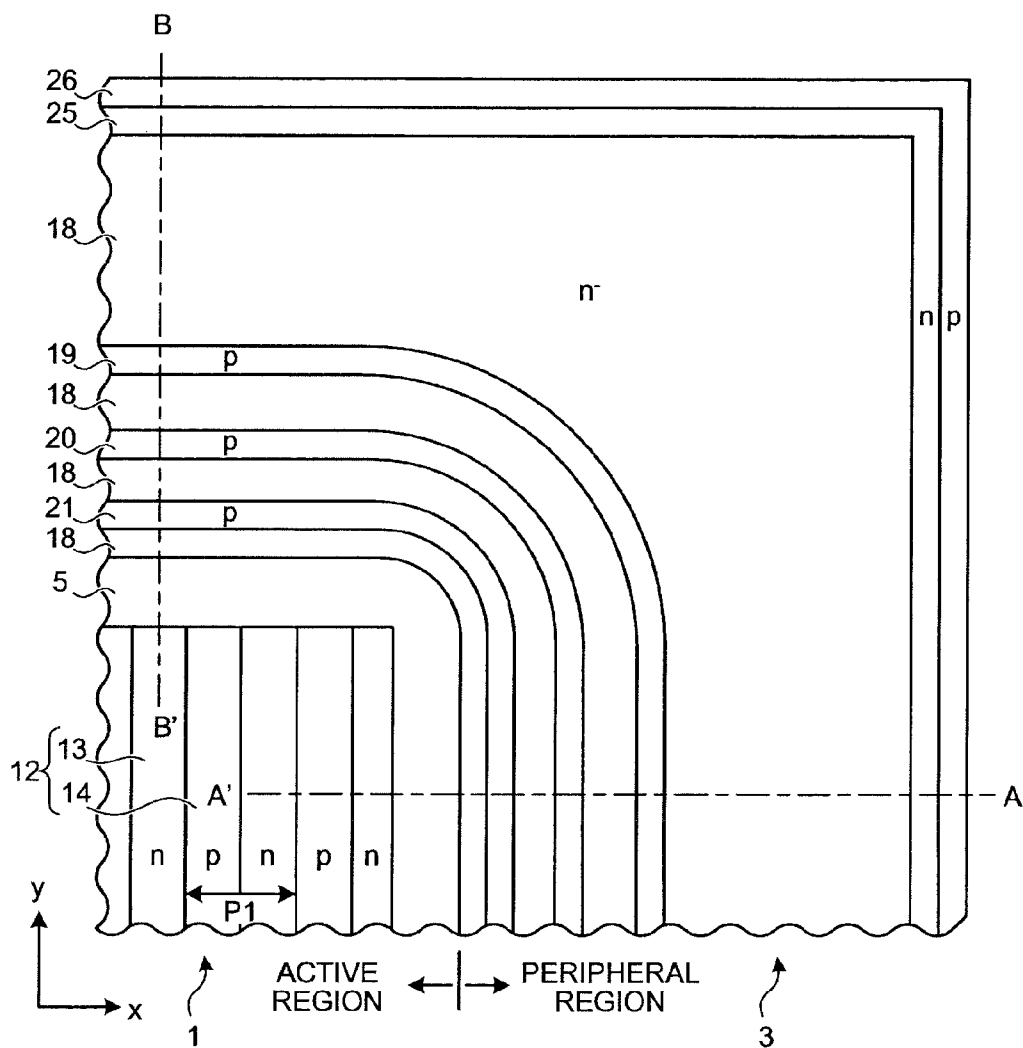 B
26
25
18
n⁻
n p
19 p
18
20 p
18
21 p
18
5
B'
12 13
14 A' A
n p n p n
P1
y
x
ACTIVE REGION
PERIPHERAL REGION
1
3